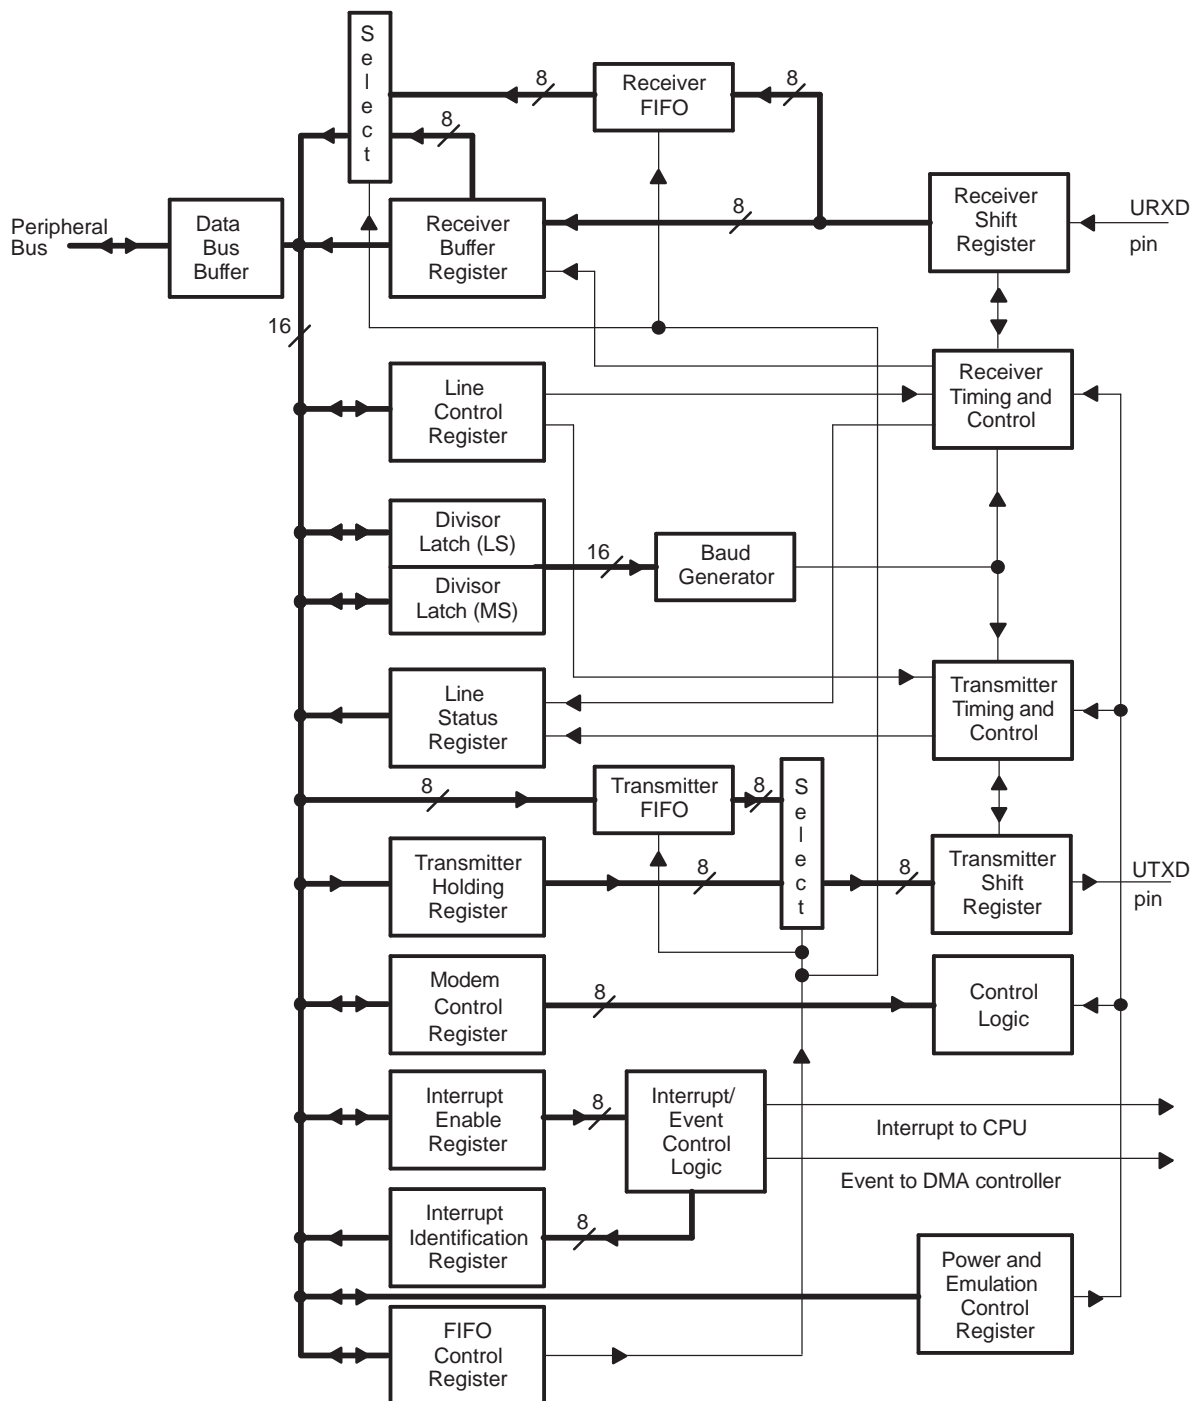 S
e
l
e
c
t
8
Receiver
FIFO
8
8
Peripheral
Bus
Data
Bus
Buffer
Receiver
Buffer
Register
8
Receiver
Shift
Register
URXD
pin
16
Line
Control
Register
Receiver
Timing and
Control
Divisor
Latch (LS)
Divisor
Latch (MS)
16
Baud
Generator
Line
Status
Register
Transmitter
Timing and
Control
8
Transmitter
FIFO
8
S
e
l
e
c
t
Transmitter
Holding
Register
8
8
Transmitter
Shift
Register
UTXD
pin
Modem
Control
Register
8
Control
Logic
Interrupt
Enable
Register
8
Interrupt/
Event
Control
Logic
Interrupt to CPU
Event to DMA controller
Interrupt
Identification
Register
8
Power and
Emulation
Control
Register
FIFO
Control
Register